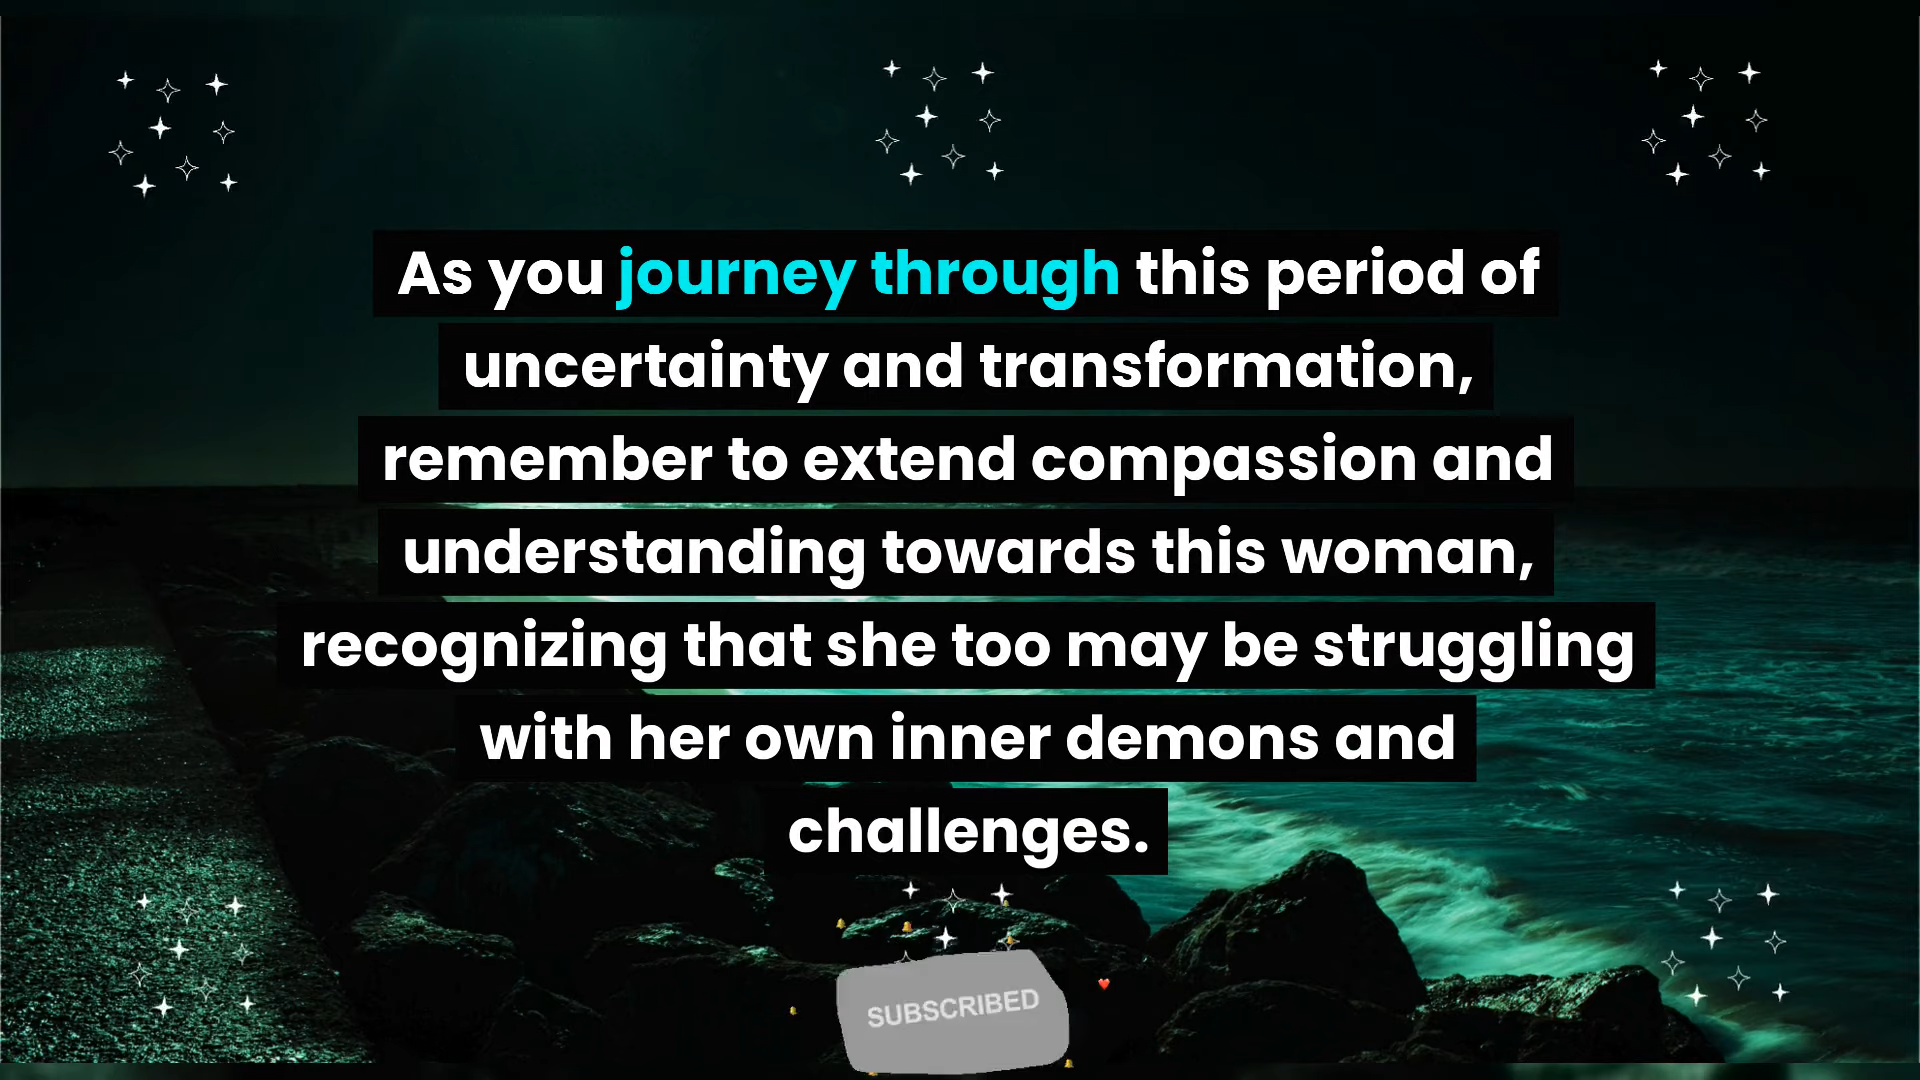 As you journey through this period of
uncertainty and transformation,
remember to extend compassion and
understanding towards this woman,
recognizing that she too may be struggling
with her own inner demons and
challenges.
SUBSCRIBED